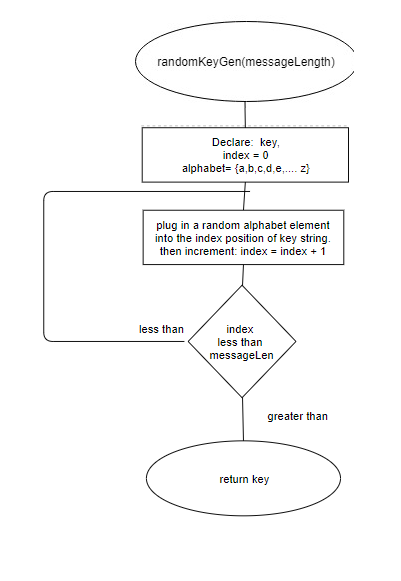 randomKeyGen(messageLength)
Declare: key,
index = 0
alphabet= {a,b,c,d,e,.... z}
plug in a random alphabet element
into the index position of key string.
then increment: index = index + 1
less than
index
less than
messageLen
greater than
return key